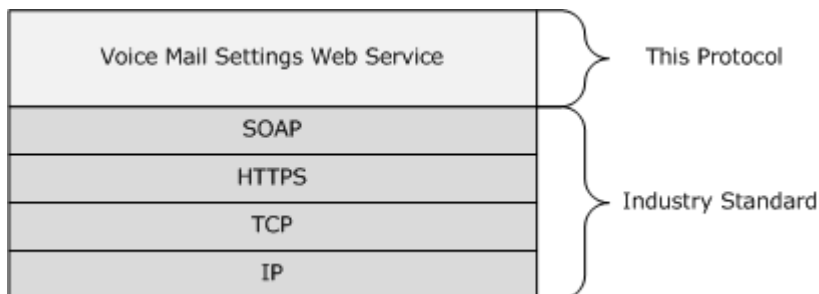 Voice Mail Settings Web Service
This Protocol
SOAP
HTTPS
TCP
IP
Industry Standard